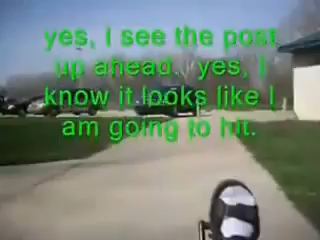 yes, I see the post
up ahead. yes, I
know it looks like I
am going to hit.